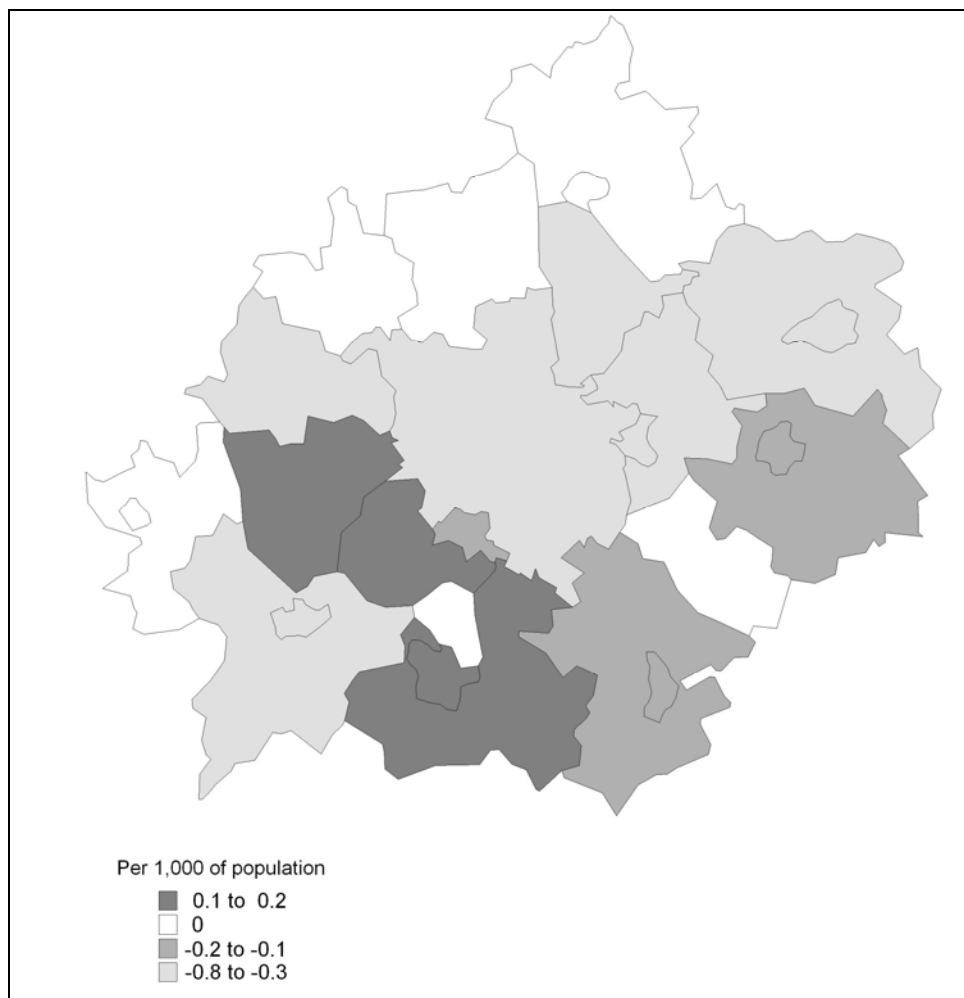 Per 1,000 of population
0.1 to 0.2
0
-0.2 to -0.1
-0.8 to -0.3